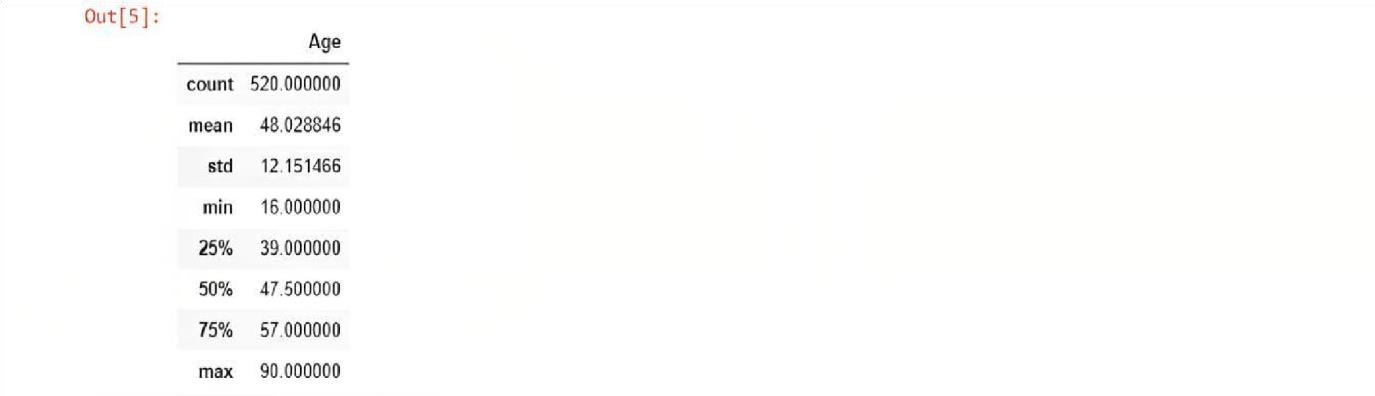 Out[5]:
Age
count 520.000000
mean 48.028846
std 12.151466
min 16.000000
25% 39.000000
50% 47.500000
75% 57.000000
max 90.000000